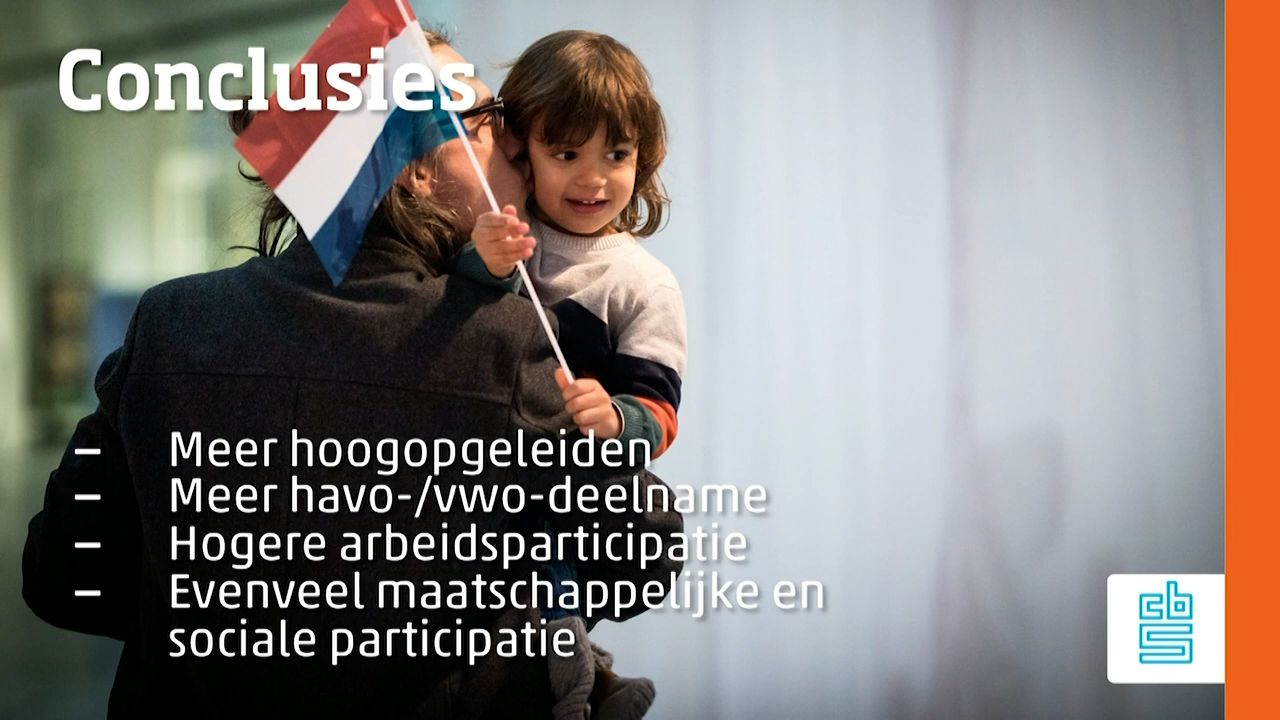 Conclusies
– Meer hoogopgeleiden
– Meer havo-/vwo-deelname
– Hogere arbeidsparticipatie
– Evenveel maatschappelijke en
sociale participatie
cbs